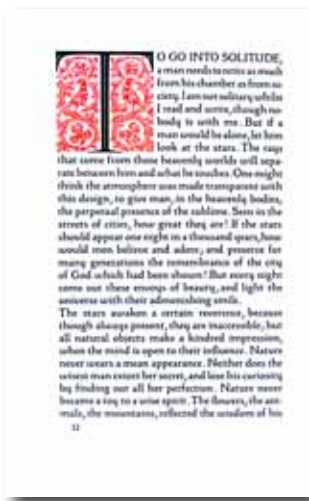 TO GO INTO SOLITUDE,
a man needs to retire as much
from his chamber as from so-
ciety. I am not solitary whilst
I read and write, though no-
body is with me. But if a
man would be alone, let him
look at the stars. The rays
that come from those heavenly worlds will sepa-
rate between him and what he touches. One might
think the atmosphere was made transparent with
this design, to give man, in the heavenly bodies,
the perpetual presence of the sublime. Seen in the
streets of cities, how great they are! If the stars
should appear one night in a thousand years, how
would men believe and adore; and preserve for
many generations the remembrance of the city
of God which had been shown! But every night
come out these envoys of beauty, and light the
universe with their admonishing smile.
The stars awaken a certain reverence, because
though always present, they are inaccessible; but
all natural objects make a kindred impression,
when the mind is open to their influence. Nature
never wears a mean appearance. Neither does the
wisest man extort her secret, and lose his curiosity
by finding out all her perfection. Nature never
became a toy to a wise spirit. The flowers, the ani-
mals, the mountains, reflected the wisdom of his
12